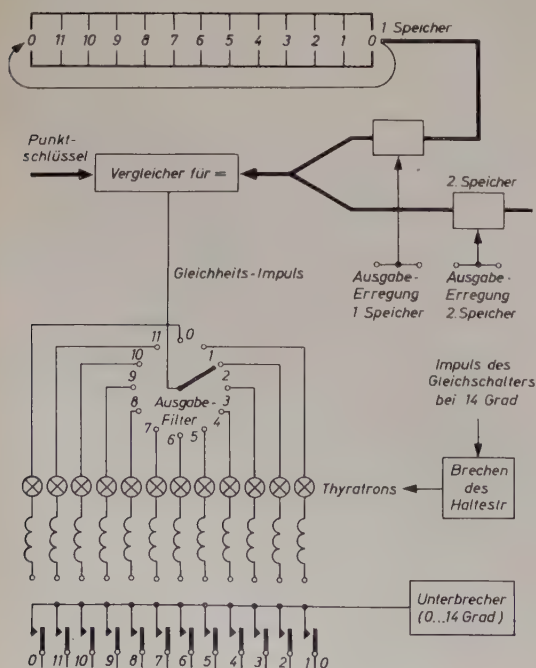 1 Speicher
0 11 10 9 8 7 6 5 4 3 2 1 0
Punkt-
schlüssel
Vergleicher für =
2. Speicher
Gleichheits-Impuls
Ausgabe-
Erregung
1 Speicher
Ausgabe-
Erregung
2. Speicher
0
11
1
10
2
9
3
8
4
7
5
6
Ausgabe-
Filter
Impuls des
Gleichschalters
bei 14 Grad
Thyratrons
Brechen
des
Haltestr
Unterbrecher
(0...14 Grad)
0 11 10 9 8 7 6 5 4 3 2 1 0